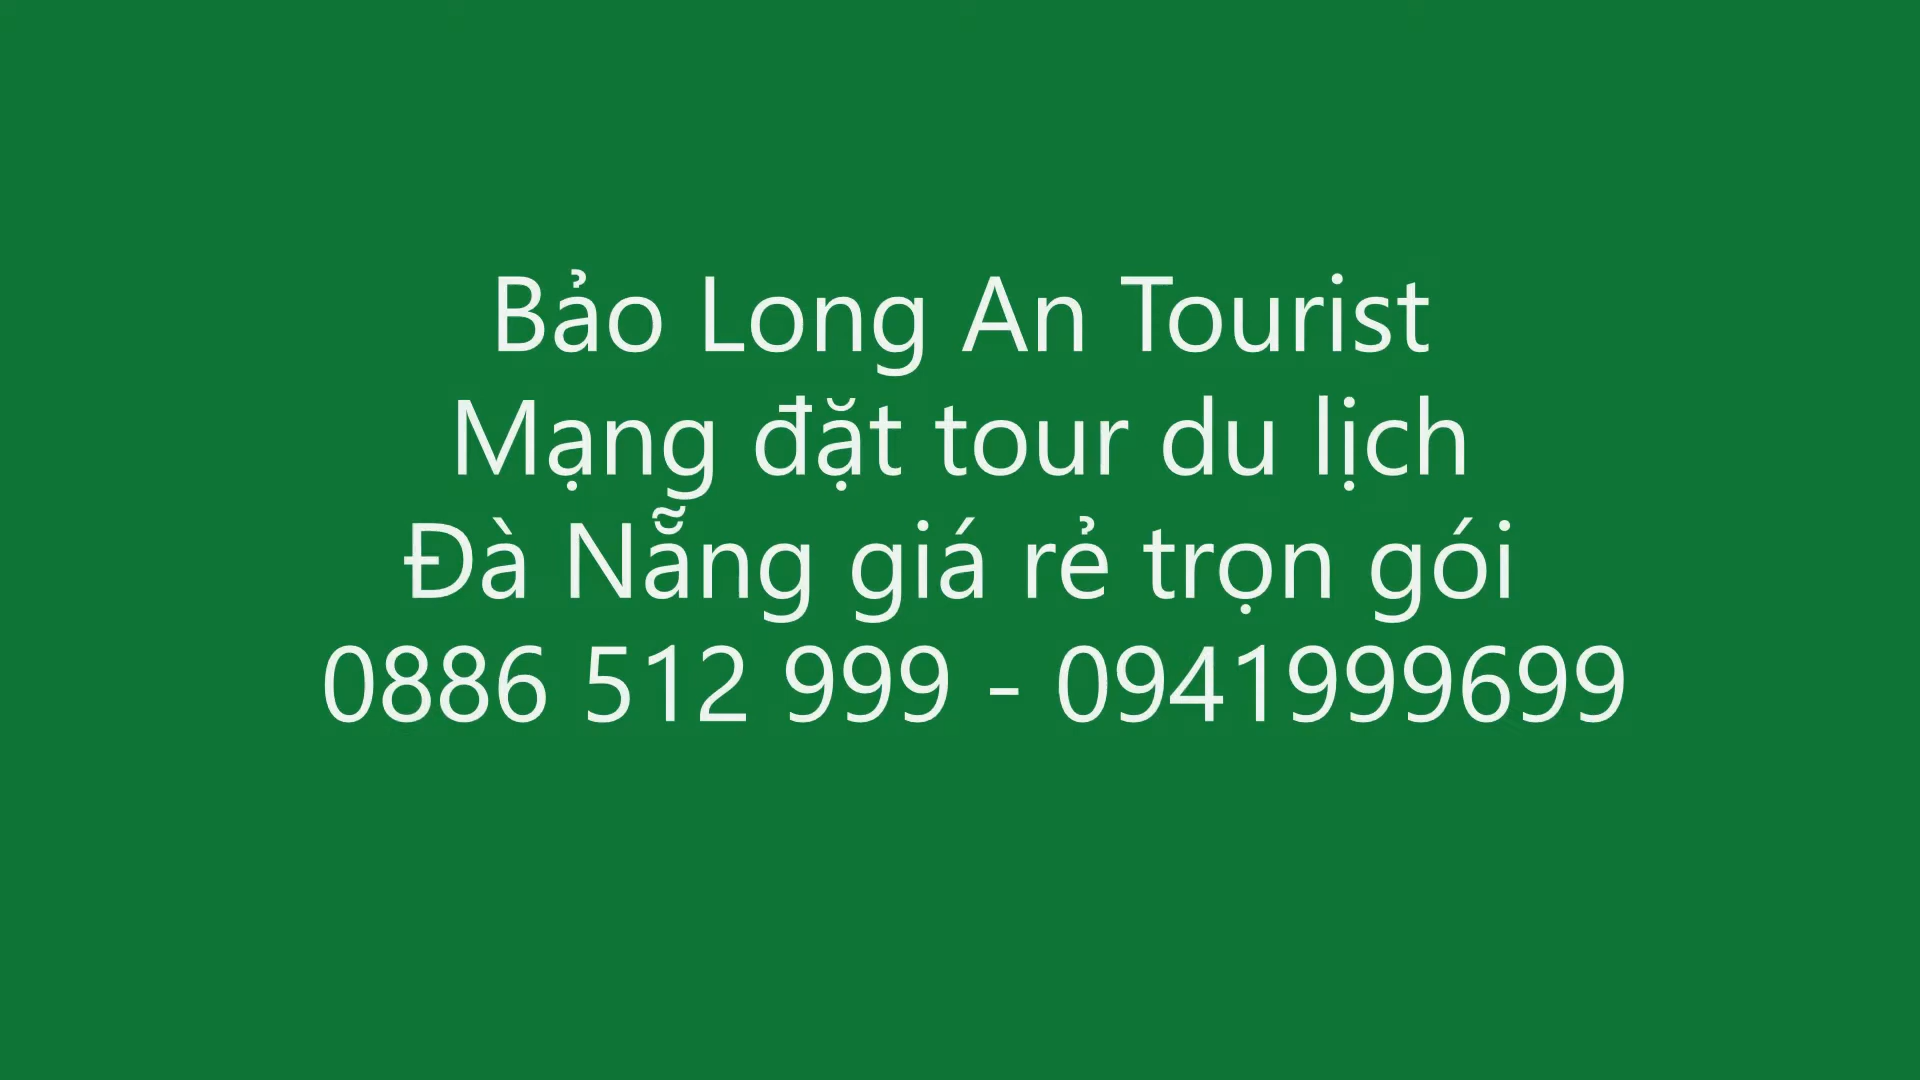 Bảo Long An Tourist
Mạng đặt tour du lịch
Đà Nẵng giá rẻ trọn gói
0886 512 999 - 0941999699